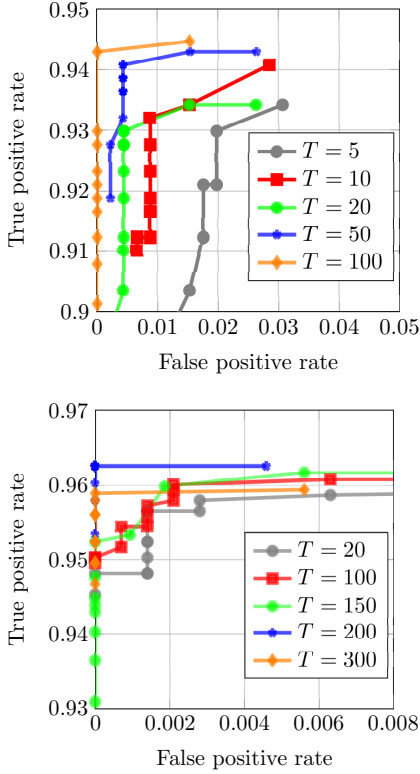 0.95
0.94
0.93
0.92
0.91
0.9
True positive rate
T = 5
T = 10
T = 20
T = 50
T = 100
0 0.01 0.02 0.03 0.04 0.05
False positive rate
0.97
0.96
0.95
0.94
0.93
True positive rate
T = 20
T = 100
T = 150
T = 200
T = 300
0 0.002 0.004 0.006 0.008
False positive rate